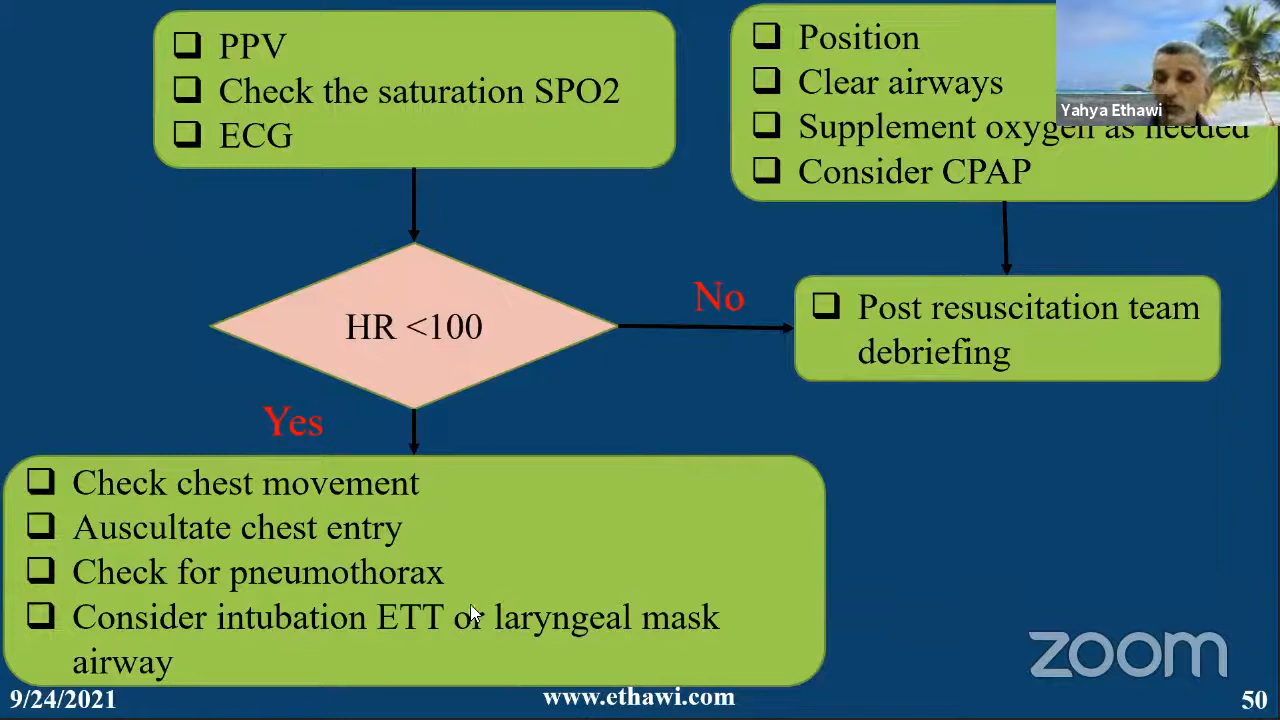 PPV
Check the saturation SPO2
ECG
Position
Clear airways
Supplement oxygen as needed
Consider CPAP
Yahya Ethawi
HR <100
No
Post resuscitation team
debriefing
Yes
Check chest movement
Auscultate chest entry
Check for pneumothorax
Consider intubation ETT or laryngeal mask
airway
zoom
9/24/2021
www.ethawi.com
50